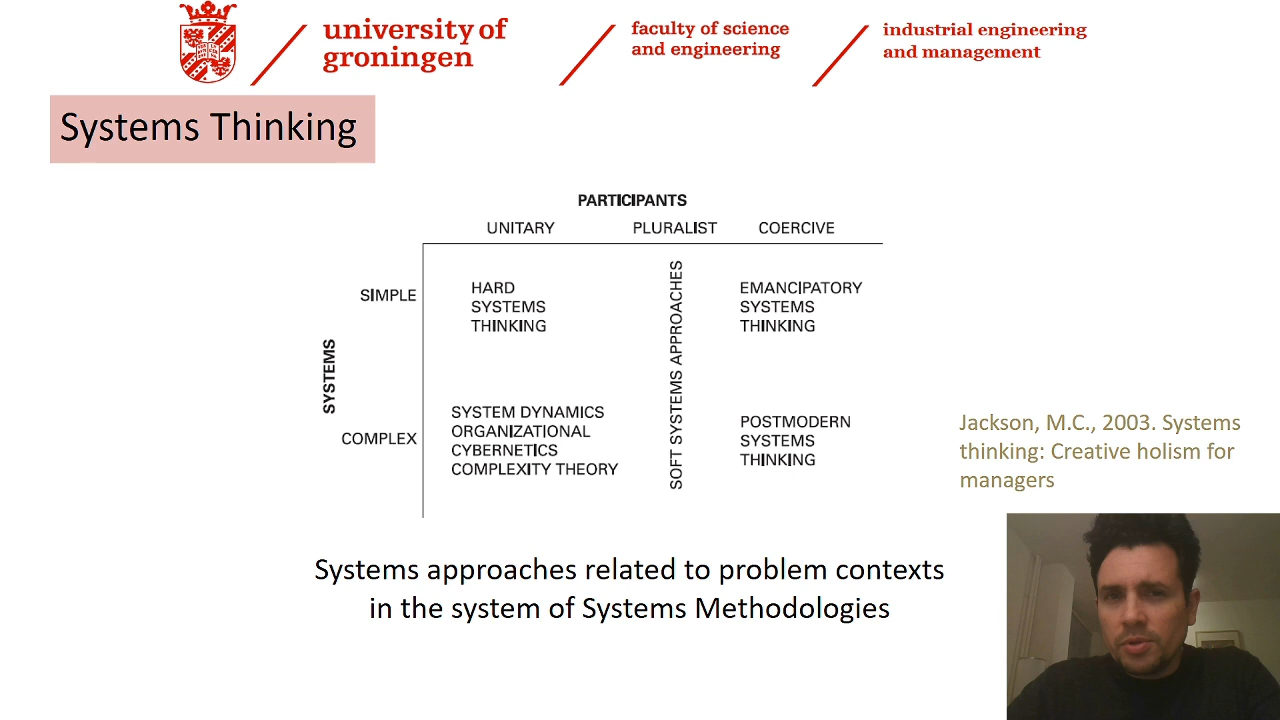 university of
groningen
faculty of science
and engineering
industrial engineering
and management
Systems Thinking
PARTICIPANTS
UNITARY PLURALIST COERCIVE
SYSTEMS
SIMPLE
HARD
SYSTEMS
THINKING
SOFT SYSTEMS APPROACHES
EMANCIPATORY
SYSTEMS
THINKING
COMPLEX
SYSTEM DYNAMICS
ORGANIZATIONAL
CYBERNETICS
COMPLEXITY THEORY
POSTMODERN
SYSTEMS
THINKING
Jackson, M.C., 2003. Systems
thinking: Creative holism for
managers
Systems approaches related to problem contexts
in the system of Systems Methodologies